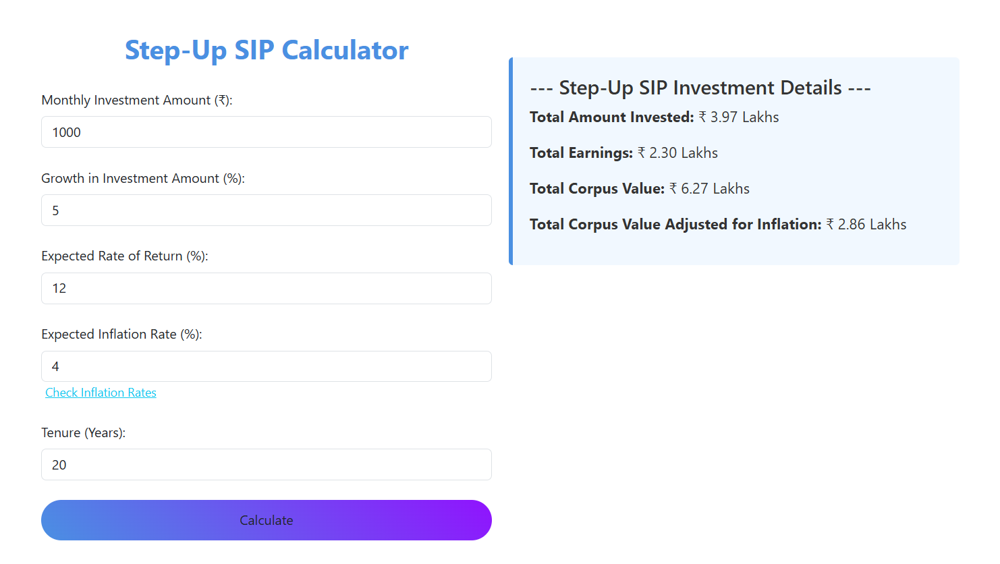 Step-Up SIP Calculator
Monthly Investment Amount (₹):
1000
Growth in Investment Amount (%):
5
Expected Rate of Return (%):
12
Expected Inflation Rate (%):
4
Check Inflation Rates
Tenure (Years):
20
Calculate
--- Step-Up SIP Investment Details ---
Total Amount Invested: ₹ 3.97 Lakhs
Total Earnings: ₹ 2.30 Lakhs
Total Corpus Value: ₹ 6.27 Lakhs
Total Corpus Value Adjusted for Inflation: ₹ 2.86 Lakhs